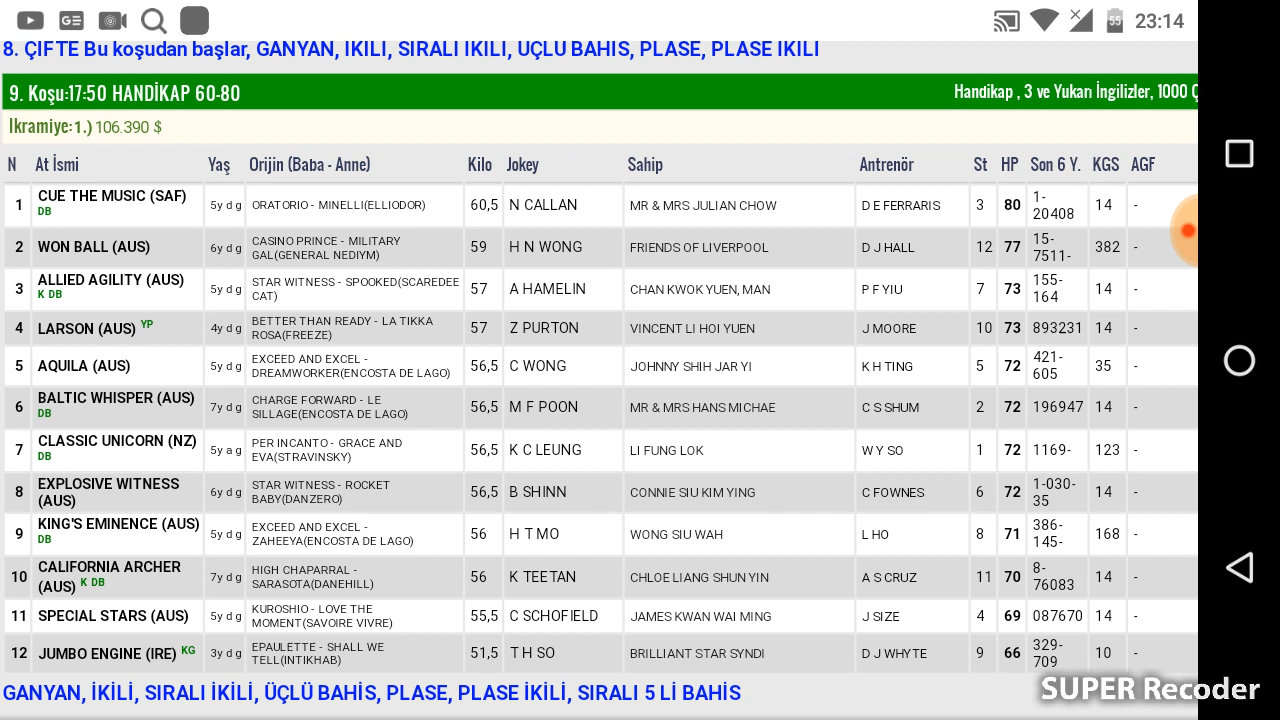 23:14
55
8. ÇİFTE Bu koşudan başlar, GANYAN, İKİLİ, SIRALI İKİLİ, ÜÇLÜ BAHİS, PLASE, PLASE İKİLİ
9. Koşu:17:50 HANDİKAP 60-80 Handikap , 3 ve Yukarı İngilizler, 1000 Ç
Ikramiye:1.) 106.390 $
N At İsmi Yaş Orijin (Baba - Anne) Kilo Jokey Sahip Antrenör St HP Son 6 Y. KGS AGF
1 CUE THE MUSIC (SAF) DB 5y d g ORATORIO - MINELLI(ELLIODOR) 60,5 N CALLAN MR & MRS JULIAN CHOW D E FERRARIS 3 80 1-20408 14 -
2 WON BALL (AUS) 6y d g CASINO PRINCE - MILITARY GAL(GENERAL NEDIYM) 59 H N WONG FRIENDS OF LIVERPOOL D J HALL 12 77 15-7511- 382 -
3 ALLIED AGILITY (AUS) K DB 5y d g STAR WITNESS - SPOOKED(SCAREDEE CAT) 57 A HAMELIN CHAN KWOK YUEN, MAN P F YIU 7 73 155-164 14 -
4 LARSON (AUS) YP 4y d g BETTER THAN READY - LA TIKKA ROSA(FREEZE) 57 Z PURTON VINCENT LI HOI YUEN J MOORE 10 73 893231 14 -
5 AQUILA (AUS) 5y d g EXCEED AND EXCEL - DREAMWORKER(ENCOSTA DE LAGO) 56,5 C WONG JOHNNY SHIH JAR YI K H TING 5 72 421-605 35 -
6 BALTIC WHISPER (AUS) DB 7y d g CHARGE FORWARD - LE SILLAGE(ENCOSTA DE LAGO) 56,5 M F POON MR & MRS HANS MICHAE C S SHUM 2 72 196947 14 -
7 CLASSIC UNICORN (NZ) DB 5y a g PER INCANTO - GRACE AND EVA(STRAVINSKY) 56,5 K C LEUNG LI FUNG LOK W Y SO 1 72 1169- 123 -
8 EXPLOSIVE WITNESS (AUS) 6y d g STAR WITNESS - ROCKET BABY(DANZERO) 56,5 B SHINN CONNIE SIU KIM YING C FOWNES 6 72 1-030-35 14 -
9 KING'S EMINENCE (AUS) DB 5y d g EXCEED AND EXCEL - ZAHEEYA(ENCOSTA DE LAGO) 56 H T MO WONG SIU WAH L HO 8 71 386-145- 168 -
10 CALIFORNIA ARCHER (AUS) K DB 7y d g HIGH CHAPARRAL - SARASOTA(DANEHILL) 56 K TEETAN CHLOE LIANG SHUN YIN A S CRUZ 11 70 8-76083 14 -
11 SPECIAL STARS (AUS) 5y d g KUROSHIO - LOVE THE MOMENT(SAVOIRE VIVRE) 55,5 C SCHOFIELD JAMES KWAN WAI MING J SIZE 4 69 087670 14 -
12 JUMBO ENGINE (IRE) KG 3y d g EPAULETTE - SHALL WE TELL(INTIKHAB) 51,5 T H SO BRILLIANT STAR SYNDI D J WHYTE 9 66 329-709 10 -
GANYAN, İKİLİ, SIRALI İKİLİ, ÜÇLÜ BAHİS, PLASE, PLASE İKİLİ, SIRALI 5 Lİ BAHİS
SUPER Recoder